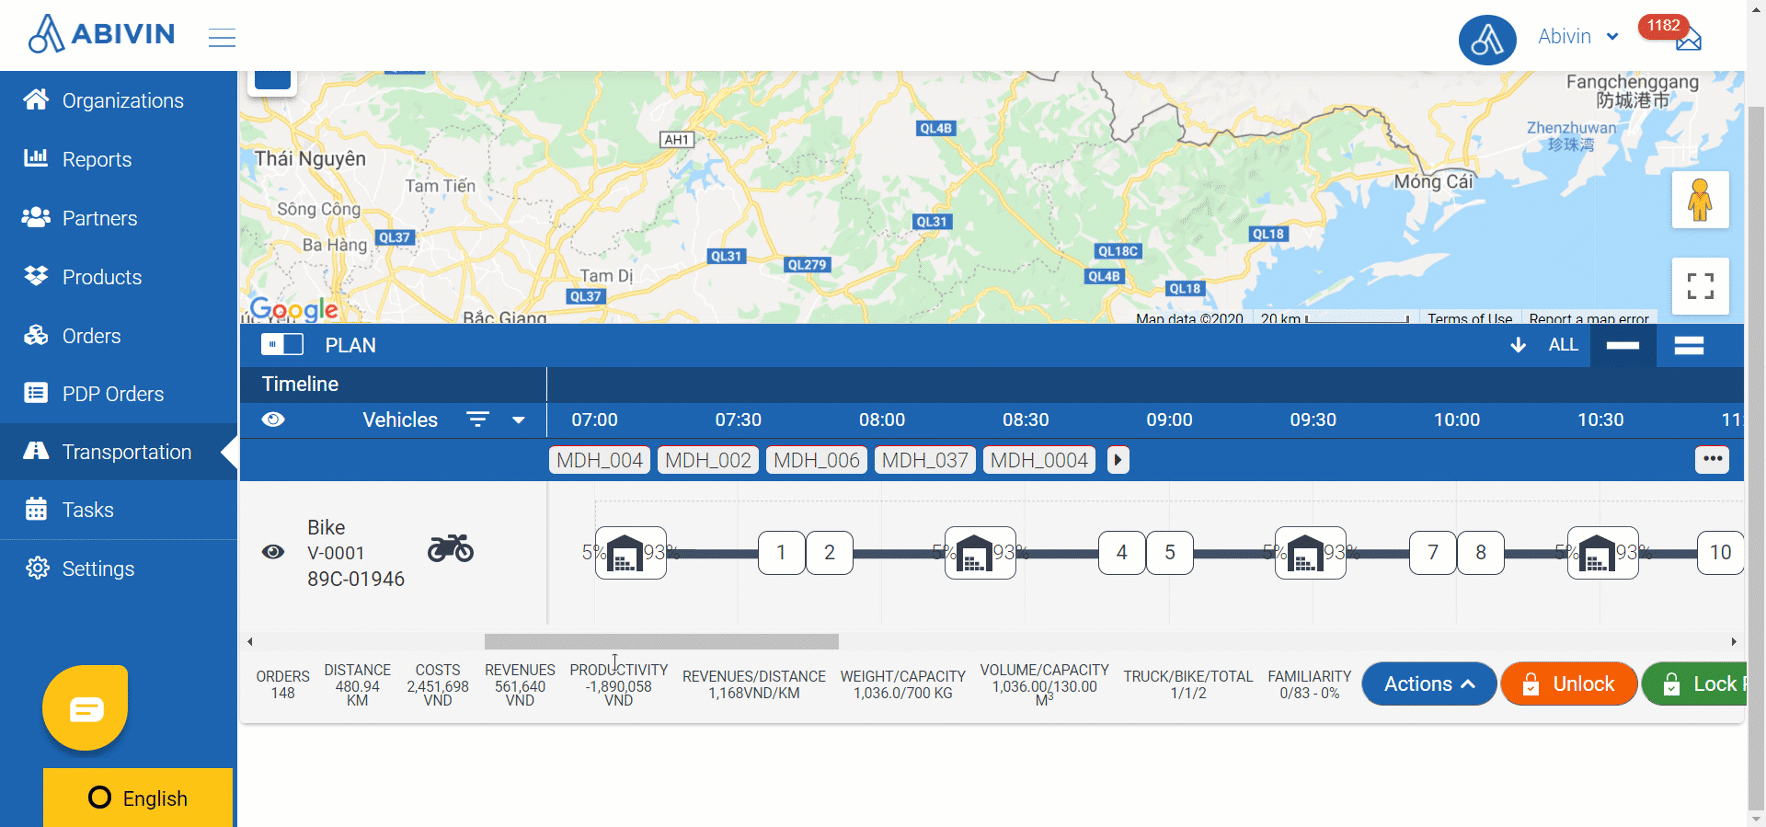 ABIVIN
Abivin
1182
Organizations
Reports
Partners
Products
Orders
PDP Orders
Transportation
Tasks
Settings
English
Fangchenggang
防城港市
Zhenzhuwan
珍珠湾
QL4B
AH1
Thái Nguyên
Tam Tiến
Móng Cái
Sông Công
QL31
QL37
Ba Hàng
QL18
QL31
QL18C
QL279
Tam Dị
QL4B
QL37
QL18
Google
Bắc Giang
Map data ©2020
20 km
Terms of Use
Report a map error
PLAN
ALL
Timeline
Vehicles
07:00
07:30
08:00
08:30
09:00
09:30
10:00
10:30
11:
MDH_004
MDH_002
MDH_006
MDH_037
MDH_0004
Bike
V-0001
89C-01946
5%
93%
1
2
5%
93%
4
5
5%
93%
7
8
5%
93%
10
ORDERS
148
DISTANCE
480.94
KM
COSTS
2,451,698
VND
REVENUES
561,640
VND
PRODUCTIVITY
-1,890,058
VND
REVENUES/DISTANCE
1,168VND/KM
WEIGHT/CAPACITY
1,036.0/700 KG
VOLUME/CAPACITY
1,036.00/130.00
M³
TRUCK/BIKE/TOTAL
1/1/2
FAMILIARITY
0/83 - 0%
Actions
Unlock
Lock